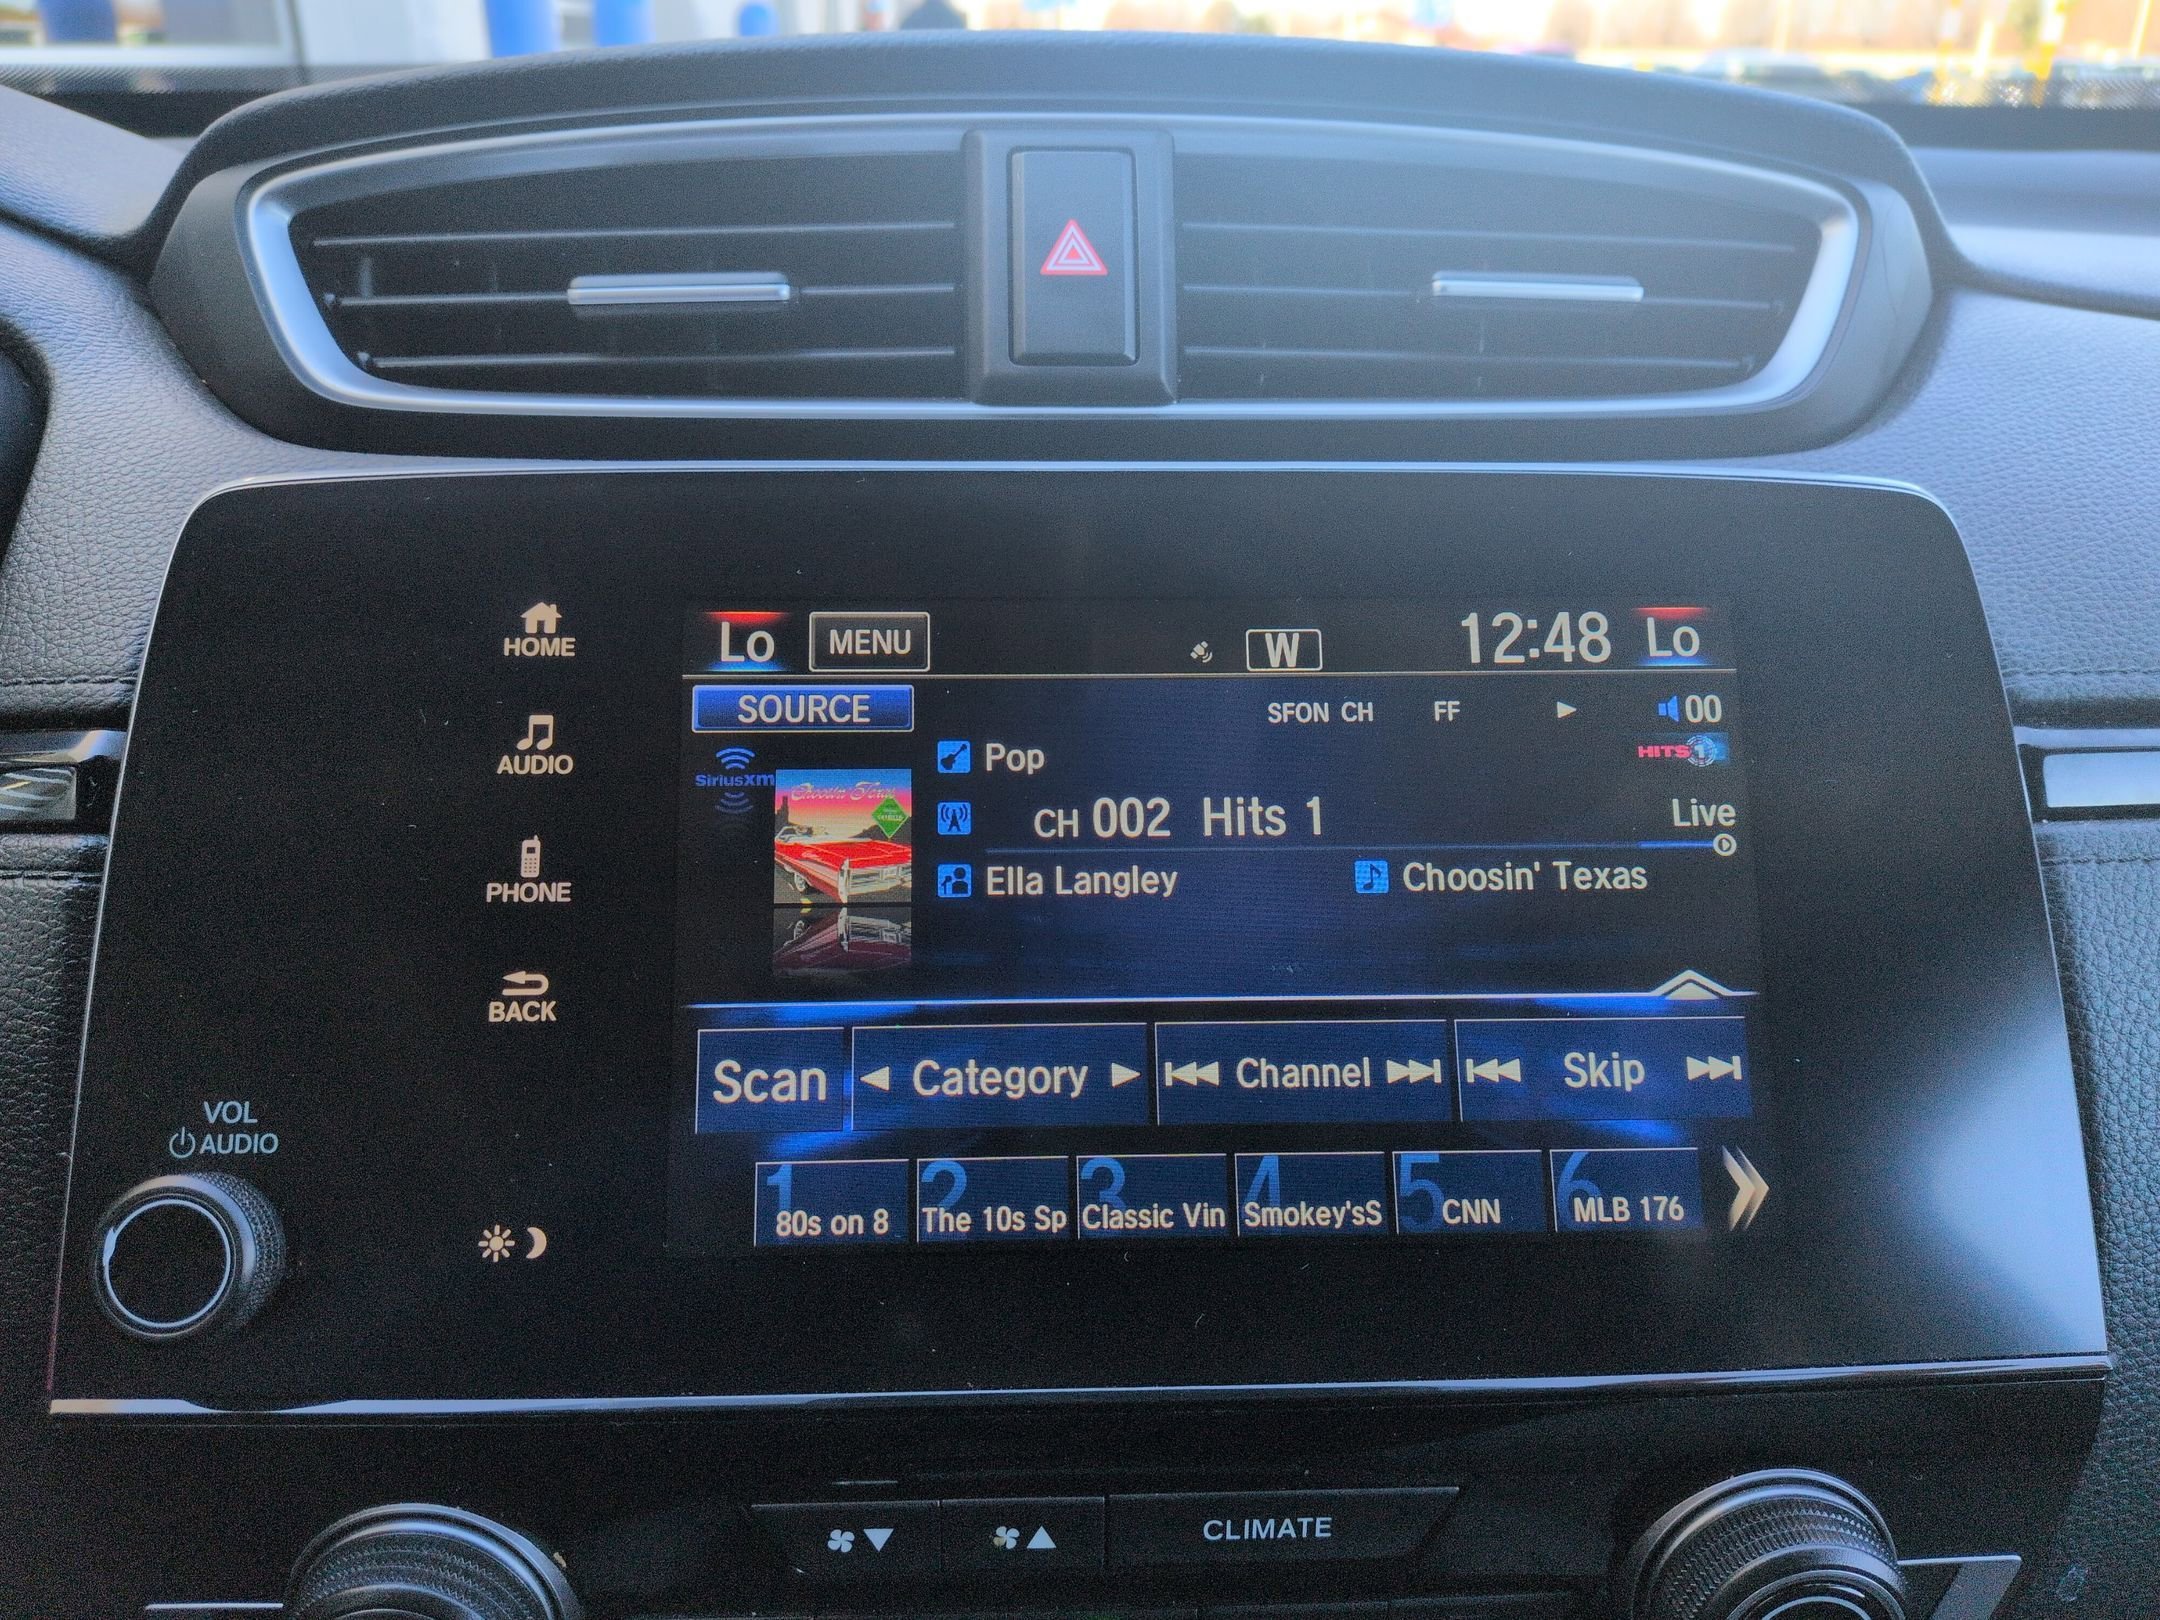 HOME
AUDIO
PHONE
BACK
VOL
AUDIO
Lo MENU W 12:48 Lo
SOURCE SFON CH FF 00
SiriusXM Pop HITS 1
Choosin' Texas
CH 002 Hits 1 Live
Ella Langley Choosin' Texas
Scan Category Channel Skip
1 2 3 4 5 6
80s on 8 The 10s Sp Classic Vin Smokey'sS CNN MLB 176
CLIMATE